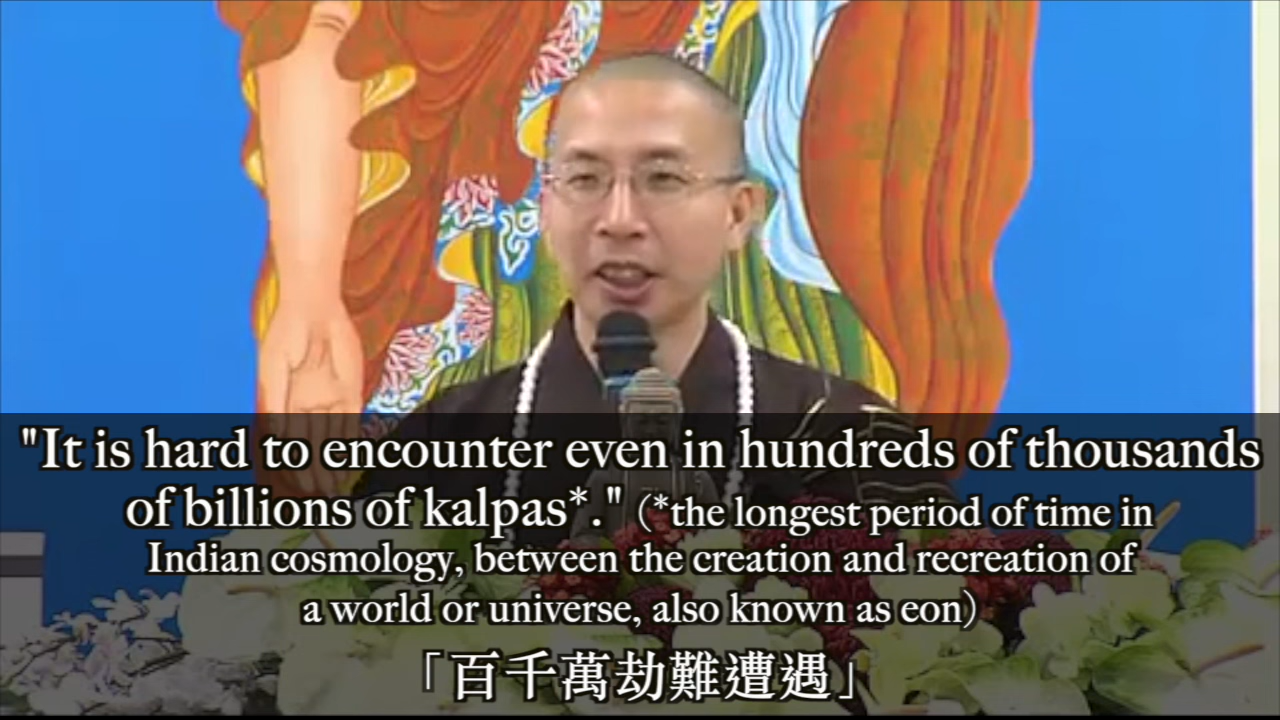 "It is hard to encounter even in hundreds of thousands
of billions of kalpas*." (*the longest period of time in
Indian cosmology, between the creation and recreation of
a world or universe, also known as eon)
「百千萬劫難遭遇」